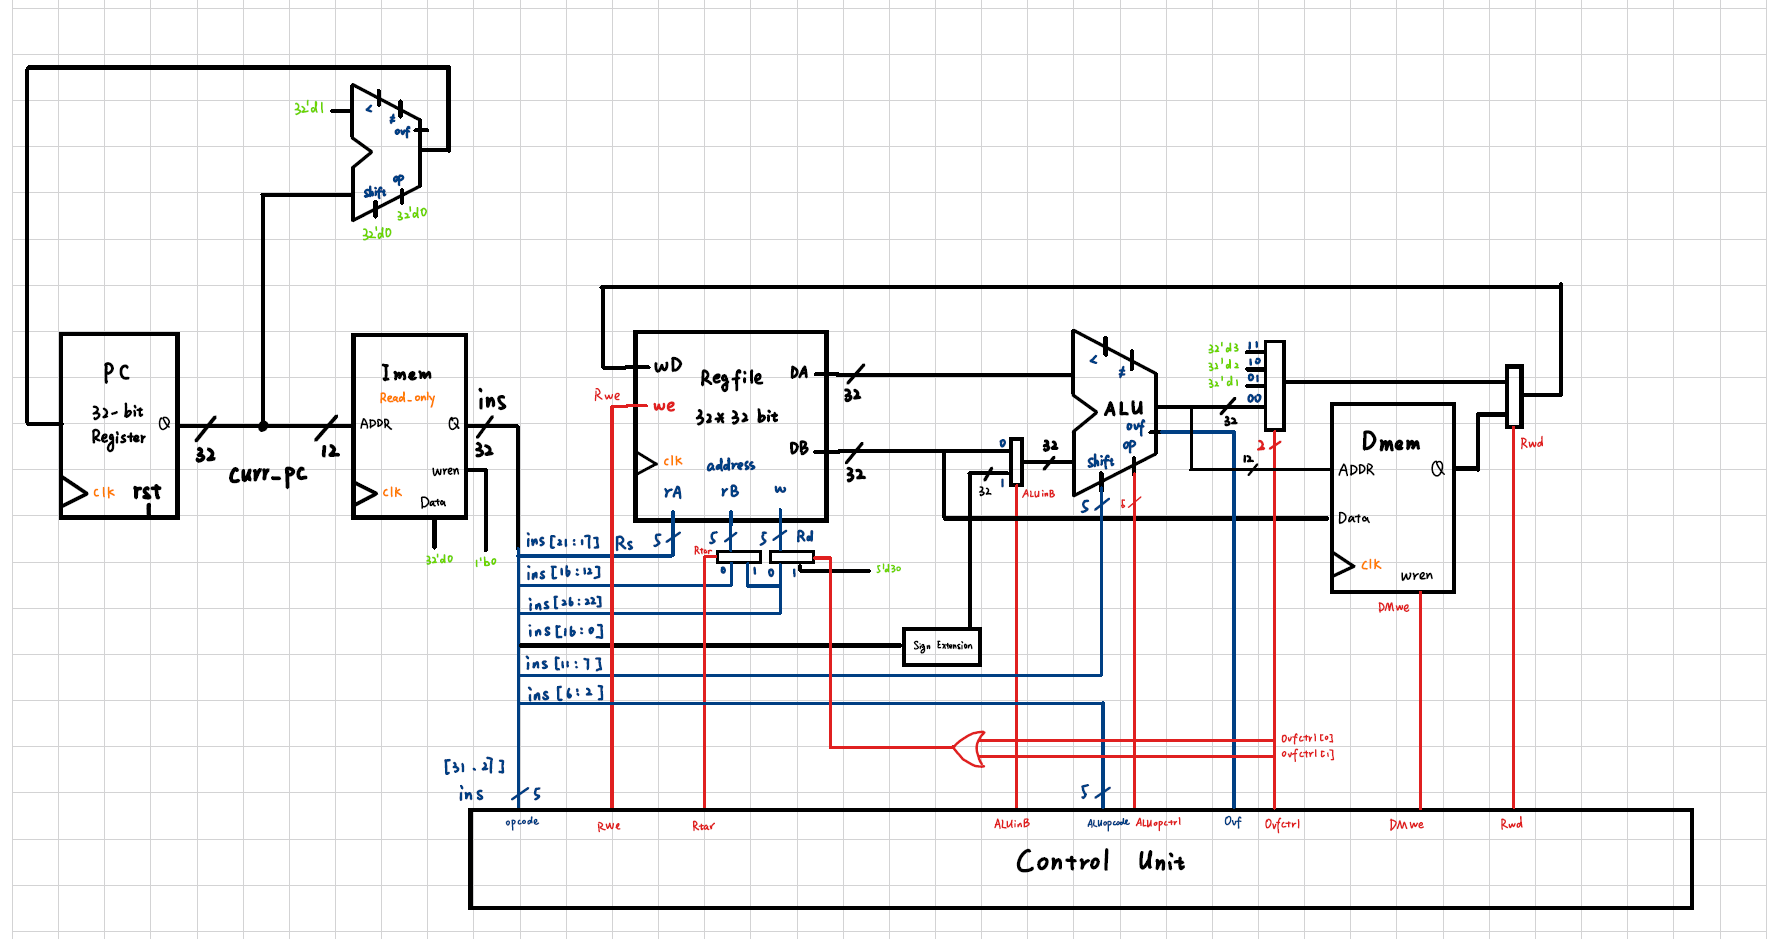 32'd1
<
≠
ovf
op
shift
32'd0
32'd0
PC
32-bit
Register
Q
clk
rst
32
curr_pc
12
Imem
Read_only
ADDR
Q
wren
clk
Data
32'd0
1'b0
ins
32
wD
Rwe
we
Regfile
32*32 bit
DA
32
DB
32
clk
address
rA
rB
w
ins[21:17]
Rs
5
5
5
Rd
Rtar
0
1
0
1
5'd30
ins[16:12]
ins[26:22]
ins[16:0]
Sign Extension
ins[11:7]
ins[6:2]
0
1
32
32
ALUinB
<
≠
ALU
ovf
op
shift
5
5
32'd3
11
32'd2
10
32'd1
01
00
32
2
12
Dmem
ADDR
Q
Data
clk
wren
DMwe
Rwd
Ovfctrl[0]
ovfctrl[1]
[31.27]
ins
5
5
opcode
Rwe
Rtar
ALUinB
ALUopcode
ALUopctrl
Ovf
Ovfctrl
DMwe
Rwd
Control Unit